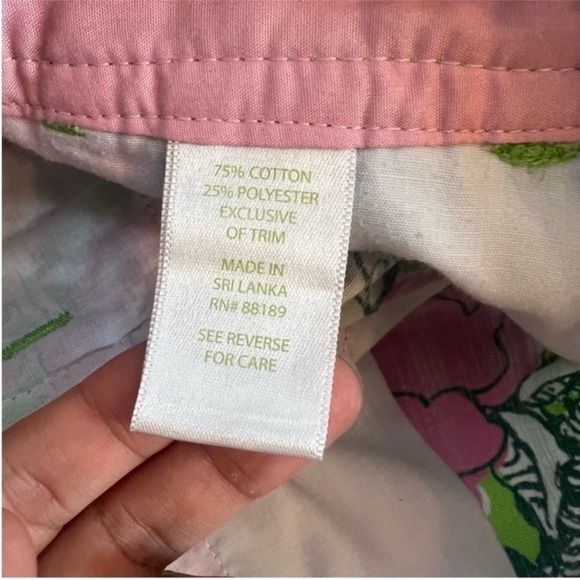 75% COTTON
25% POLYESTER
EXCLUSIVE
OF TRIM
MADE IN
SRI LANKA
RN# 88189
SEE REVERSE
FOR CARE